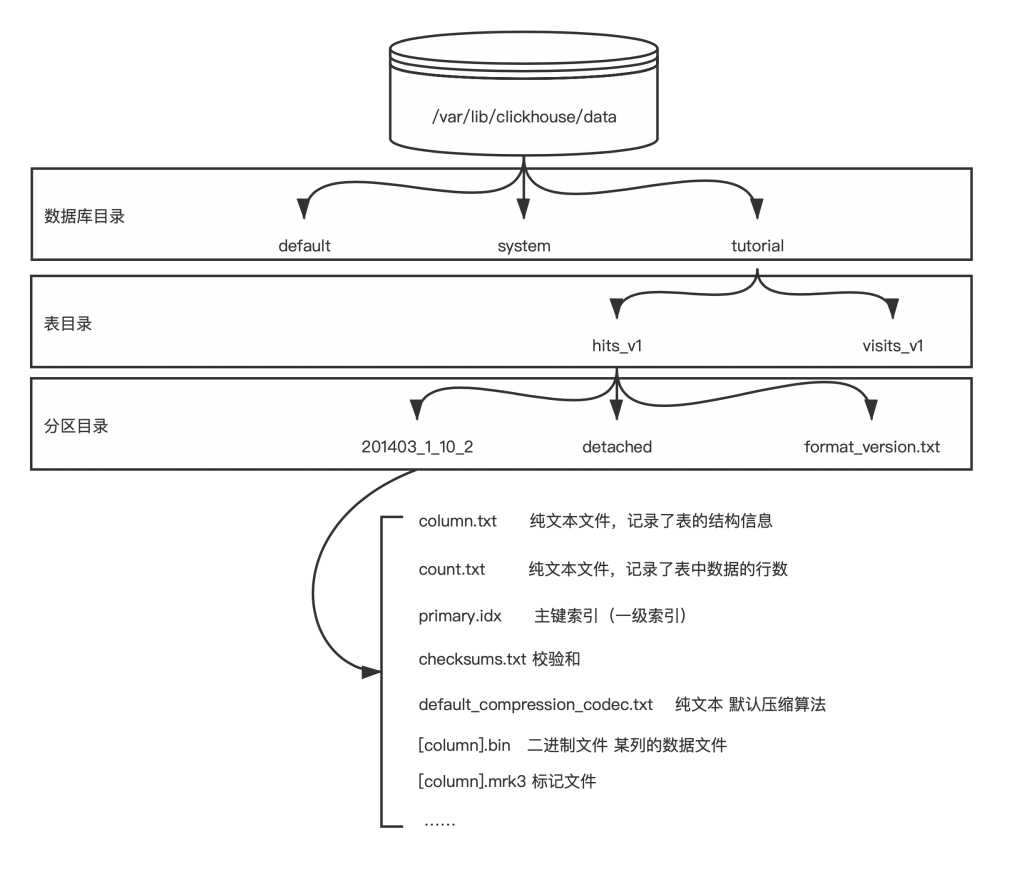 /var/lib/clickhouse/data
数据库目录
default system tutorial
表目录
hits_v1 visits_v1
分区目录
201403_1_10_2 detached format_version.txt
column.txt 纯文本文件，记录了表的结构信息
count.txt 纯文本文件，记录了表中数据的行数
primary.idx 主键索引（一级索引）
checksums.txt 校验和
default_compression_codec.txt 纯文本 默认压缩算法
[column].bin 二进制文件 某列的数据文件
[column].mrk3 标记文件
……